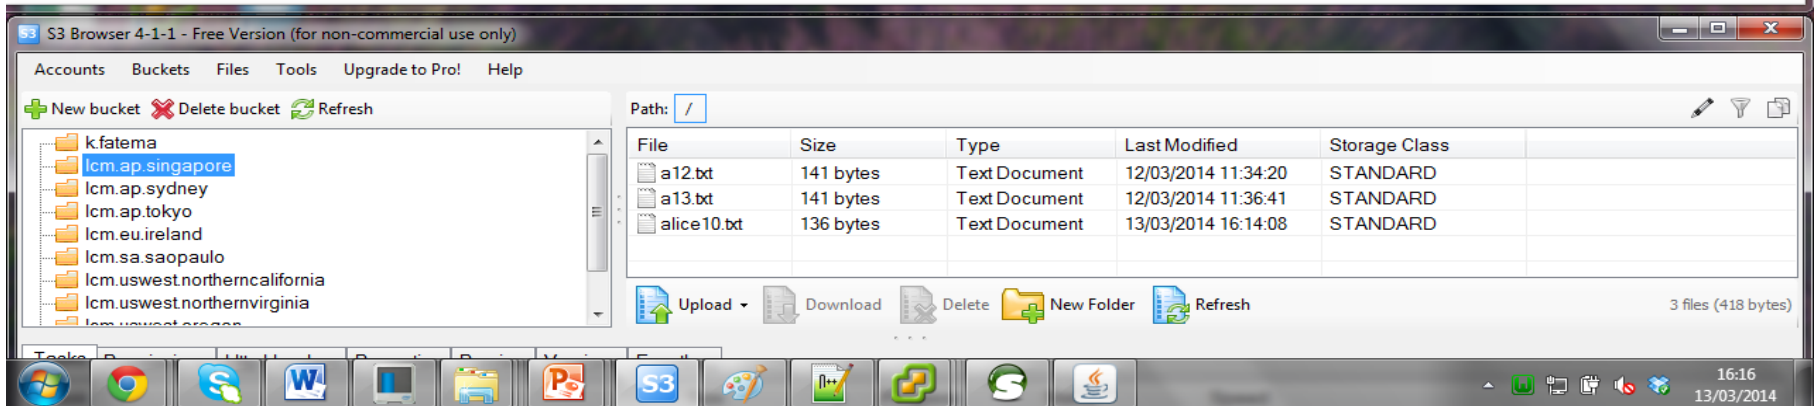 S3 Browser 4-1-1 - Free Version (for non-commercial use only)
Accounts Buckets Files Tools Upgrade to Pro! Help
New bucket Delete bucket Refresh
Path: /
k.fatema
lcm.ap.singapore
lcm.ap.sydney
lcm.ap.tokyo
lcm.eu.ireland
lcm.sa.saopaulo
lcm.uswest.northerncalifornia
lcm.uswest.northernvirginia
lcm.uswest.oregon
File Size Type Last Modified Storage Class
a12.txt 141 bytes Text Document 12/03/2014 11:34:20 STANDARD
a13.txt 141 bytes Text Document 12/03/2014 11:36:41 STANDARD
alice10.txt 136 bytes Text Document 13/03/2014 16:14:08 STANDARD
Upload Download Delete New Folder Refresh
3 files (418 bytes)
Tasks
S3
16:16
13/03/2014